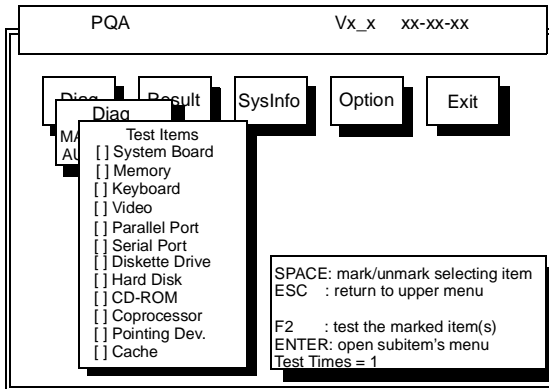 PQA Vx_x xx-xx-xx
Diag Result SysInfo Option Exit
Diag
Test Items
[ ] System Board
[ ] Memory
[ ] Keyboard
[ ] Video
[ ] Parallel Port
[ ] Serial Port
[ ] Diskette Drive
[ ] Hard Disk
[ ] CD-ROM
[ ] Coprocessor
[ ] Pointing Dev.
[ ] Cache
SPACE: mark/unmark selecting item
ESC : return to upper menu
F2 : test the marked item(s)
ENTER: open subitem's menu
Test Times = 1